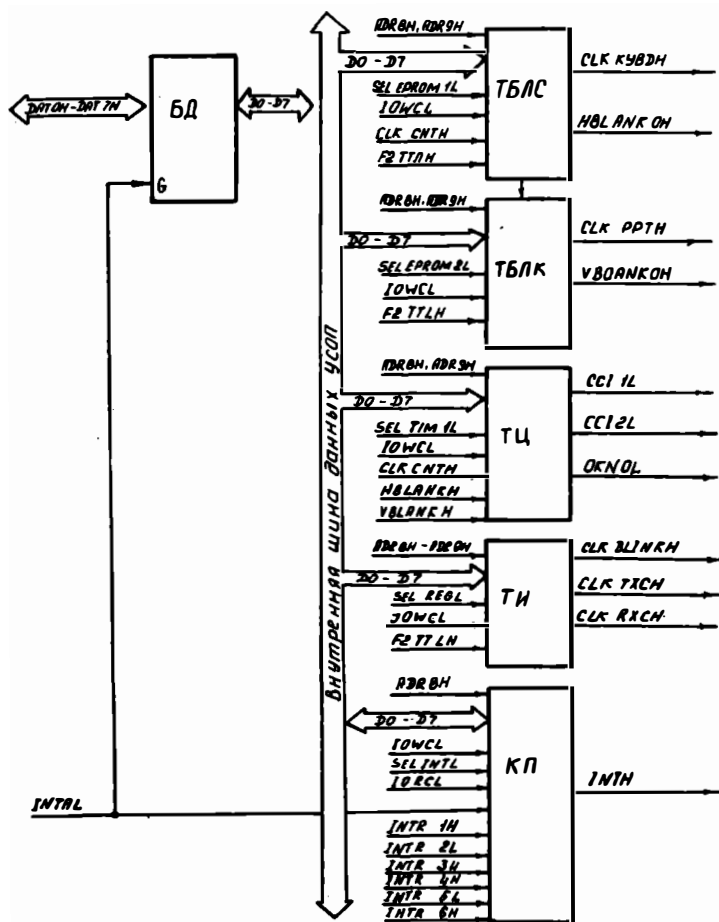 DAT0H-DAT7H
БД
D0-D7
G
INTAL
Внутренняя шина данных УСОП
ADR8H, ADR9H
D0-D7
SEL EPROM 1L
IOWCL
CLK CNTH
F2 TTLH
ТБЛС
CLK KYBDH
HBLANKOH
ADR8H, ADR9H
D0-D7
SEL EPROM 2L
IOWCL
F2 TTLH
ТБЛК
CLK PPTH
VBOANKOH
ADR8H, ADR9H
D0-D7
SEL TIM 1L
IOWCL
CLK CNTH
HBLANKH
VBLANKH
ТЦ
CCI 1L
CCI 2L
OKNOL
ADR8H-ADR9H
D0-D7
SEL REGL
IOWCL
F2 TTLH
ТИ
CLK BLINKH
CLK TXCH
CLK RXCH
ADR8H
D0-D7
IOWCL
SEL INTL
IORCL
INTR 1H
INTR 2L
INTR 3H
INTR 4H
INTR 5L
INTR 6H
КП
INTH